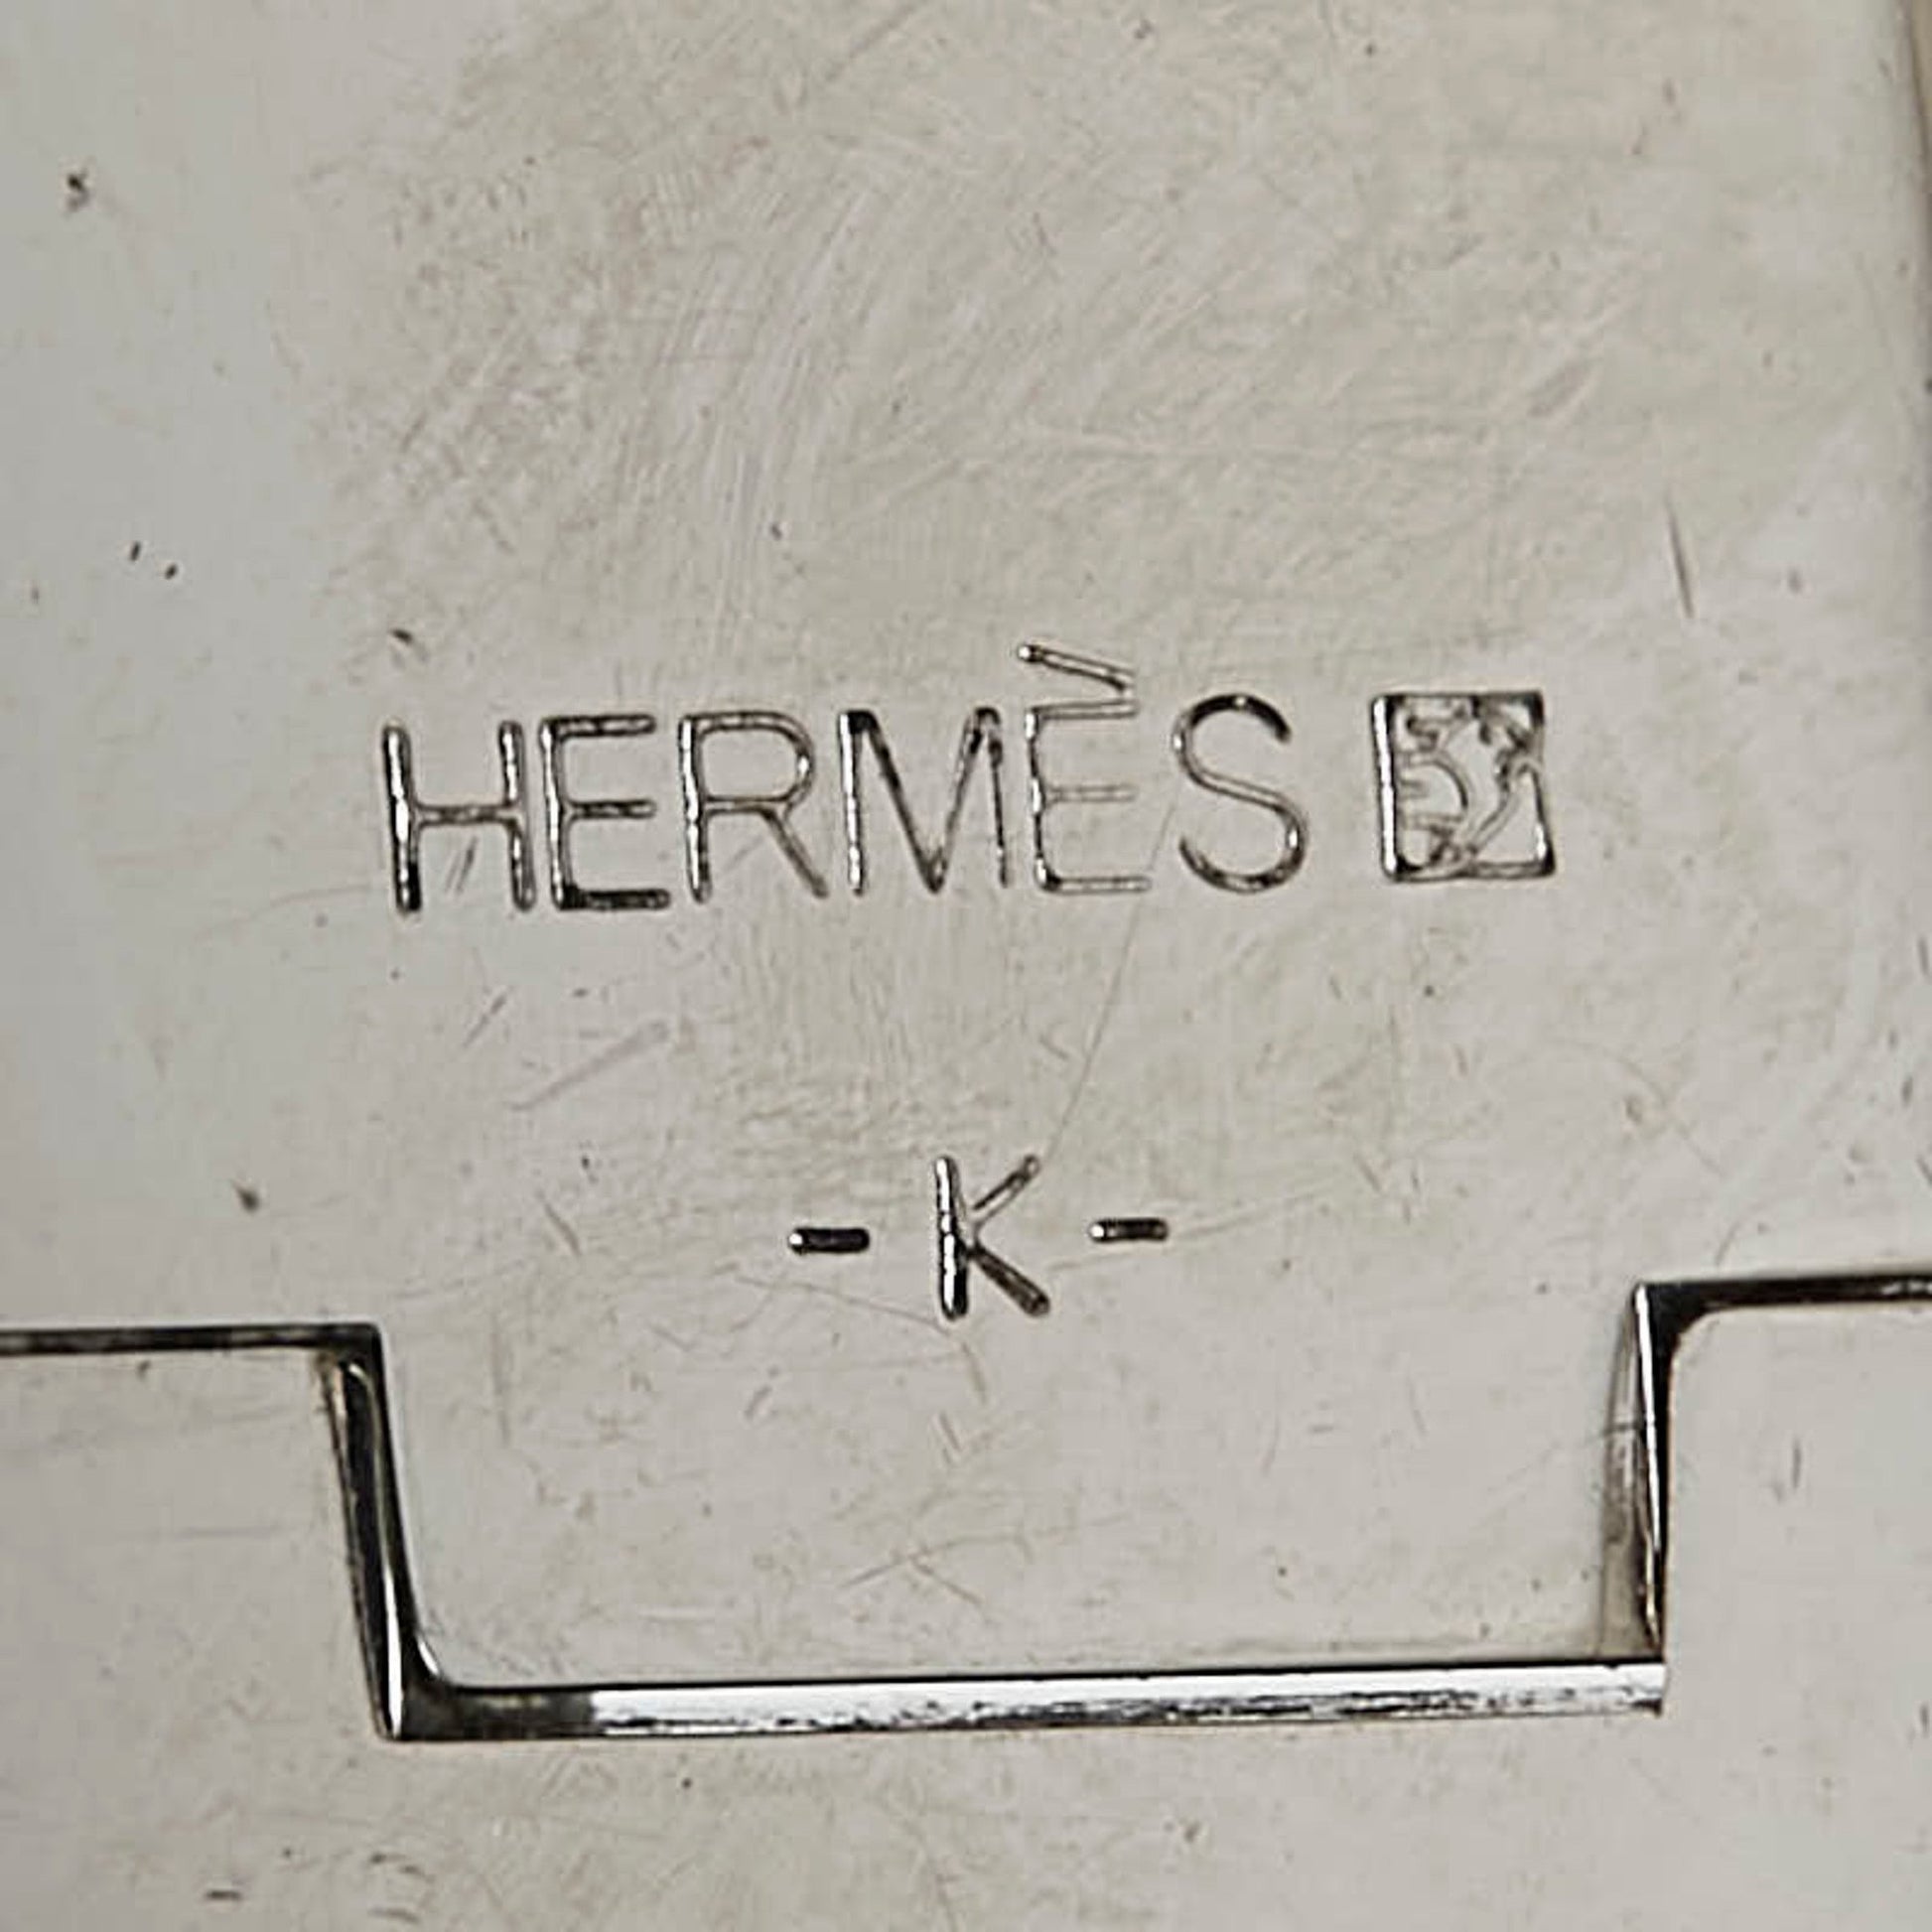 HERMÈS
- K -